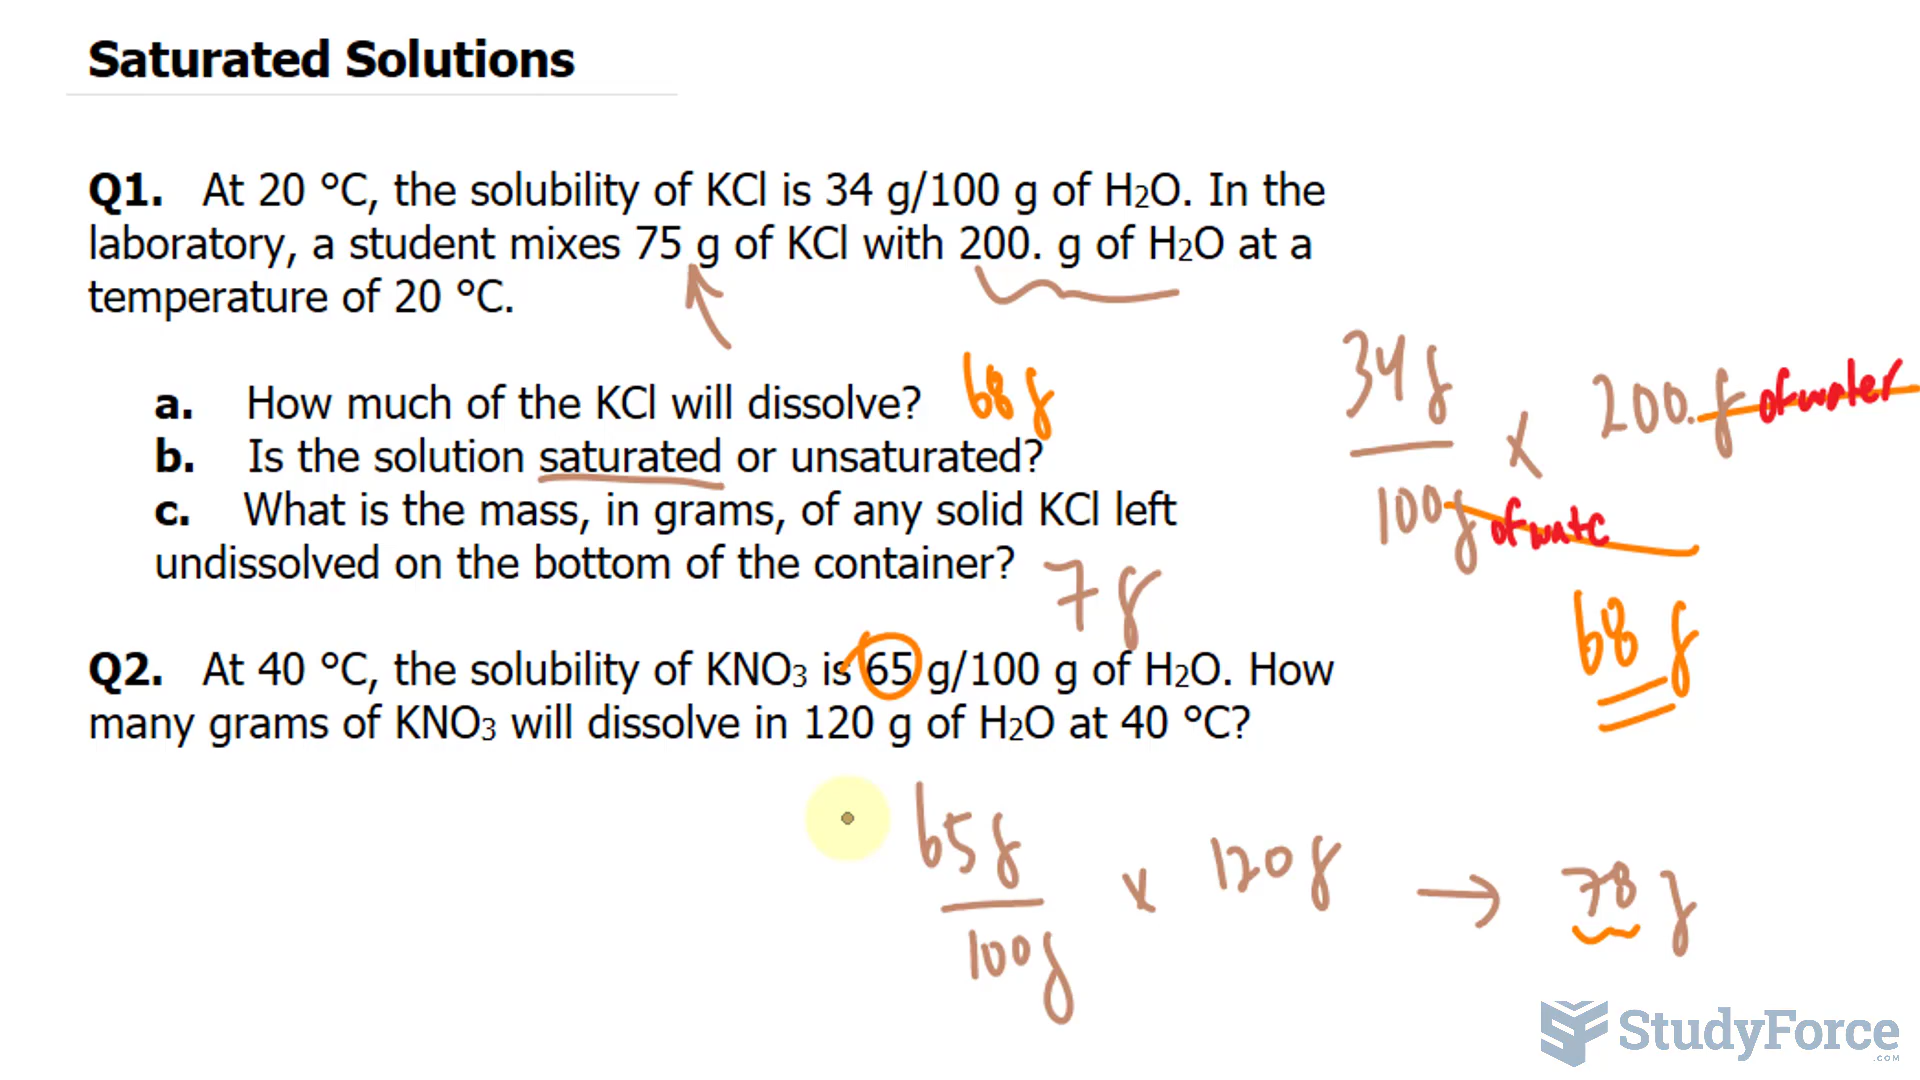 Saturated Solutions
Q1. At 20 °C, the solubility of KCl is 34 g/100 g of H2O. In the
laboratory, a student mixes 75 g of KCl with 200. g of H2O at a
temperature of 20 °C.
a. How much of the KCl will dissolve? 68 g
b. Is the solution saturated or unsaturated?
c. What is the mass, in grams, of any solid KCl left
undissolved on the bottom of the container? 7 g
34 g
x 200. g of water
100 g of wate
68 g
Q2. At 40 °C, the solubility of KNO3 is 65 g/100 g of H2O. How
many grams of KNO3 will dissolve in 120 g of H2O at 40 °C?
65 g
x 120 g → 78 g
100 g
StudyForce
.COM